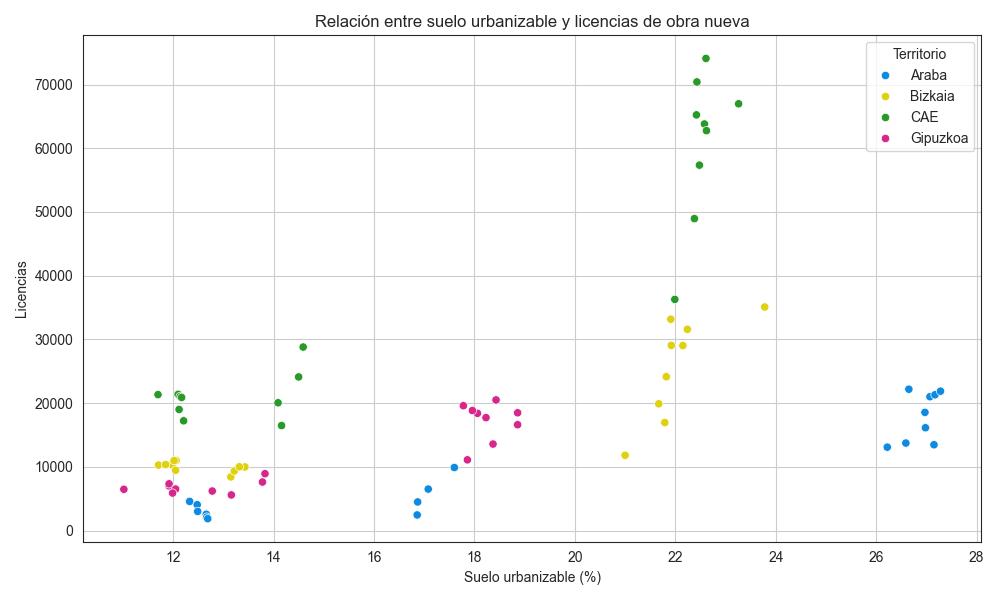 Relación entre suelo urbanizable y licencias de obra nueva
Territorio
Araba
Bizkaia
CAE
Gipuzkoa
Licencias
70000
60000
50000
40000
30000
20000
10000
0
12 14 16 18 20 22 24 26 28
Suelo urbanizable (%)